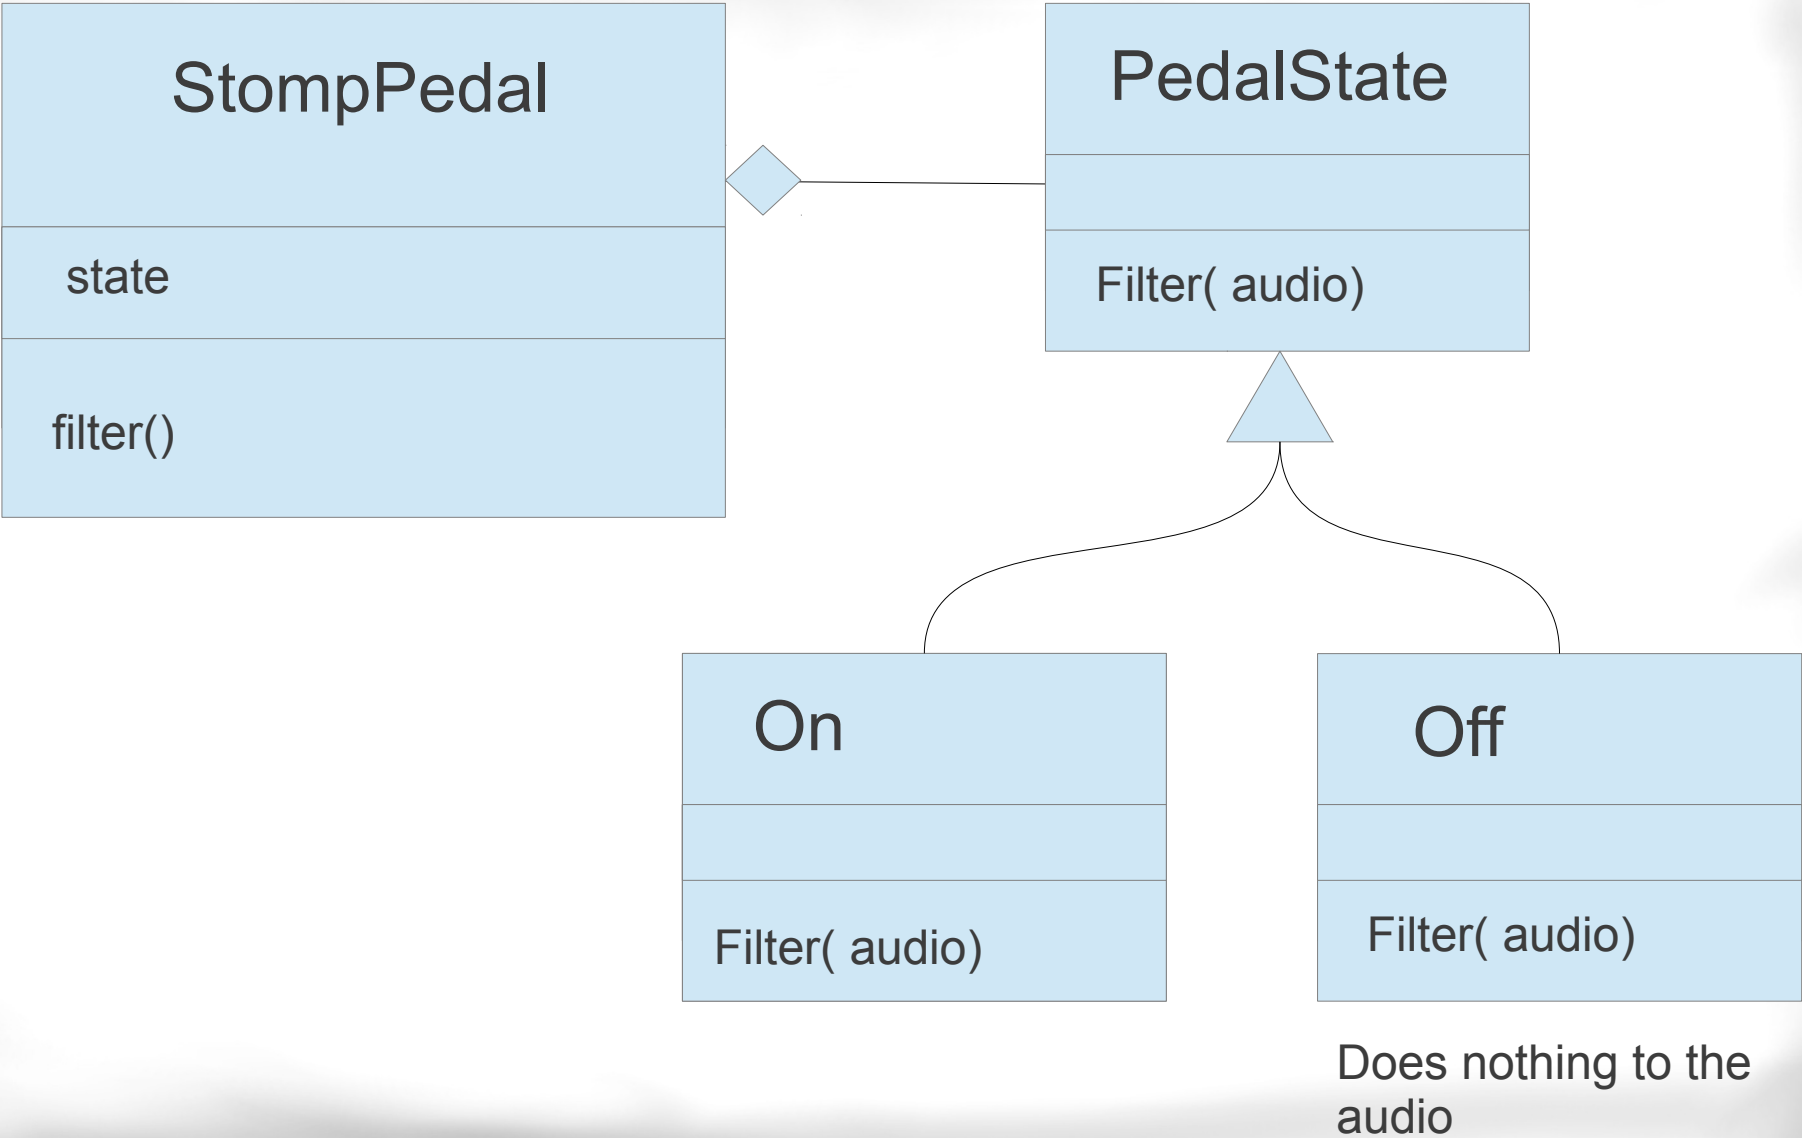 StompPedal
state
filter()
PedalState
Filter( audio)
On
Filter( audio)
Off
Filter( audio)
Does nothing to the
audio